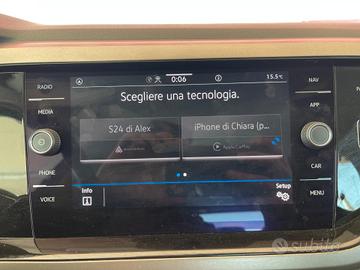 0:06
15.5°C
RADIO
NAV
Scegliere una tecnologia.
MEDIA
APP
S24 di Alex
iPhone di Chiara (p...
Apple CarPlay
PHONE
CAR
VOICE
Info
Setup
MENU
subito